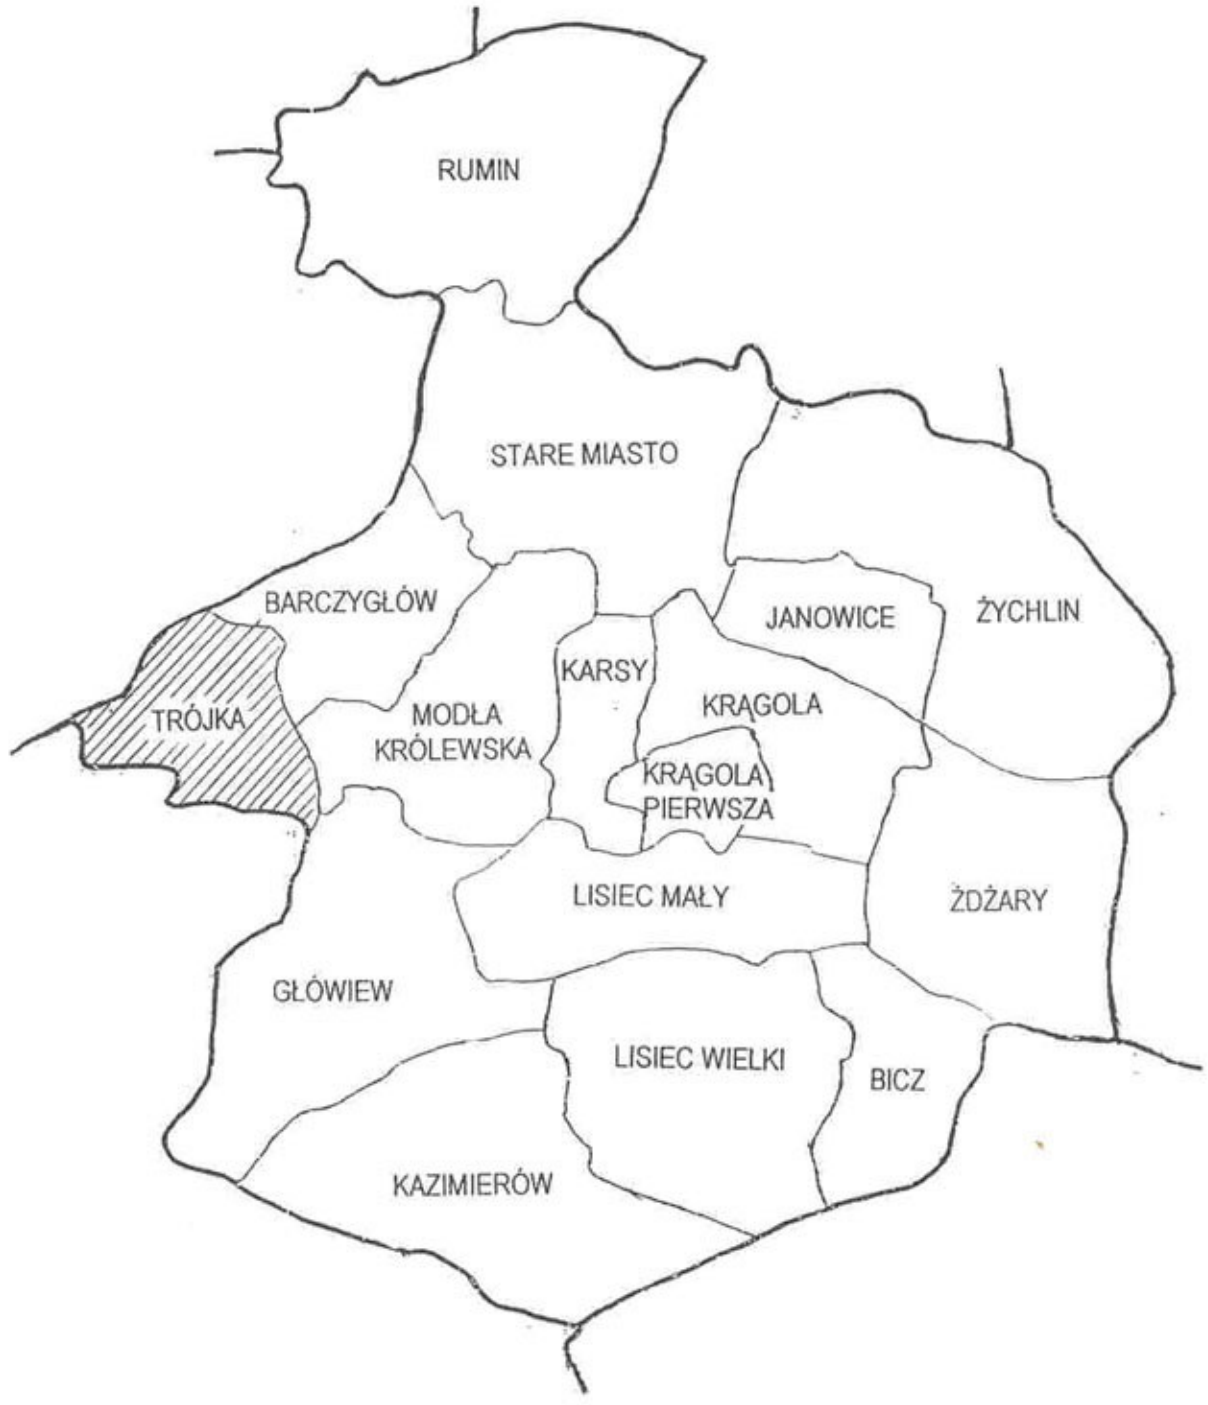 RUMIN
STARE MIASTO
BARCZYGŁÓW
JANOWICE
ŻYCHLIN
KARSY
TRÓJKA
MODŁA
KRÓLEWSKA
KRĄGOLA
KRĄGOLA
PIERWSZA
LISIEC MAŁY
ŻDŻARY
GŁÓWIEW
LISIEC WIELKI
BICZ
KAZIMIERÓW